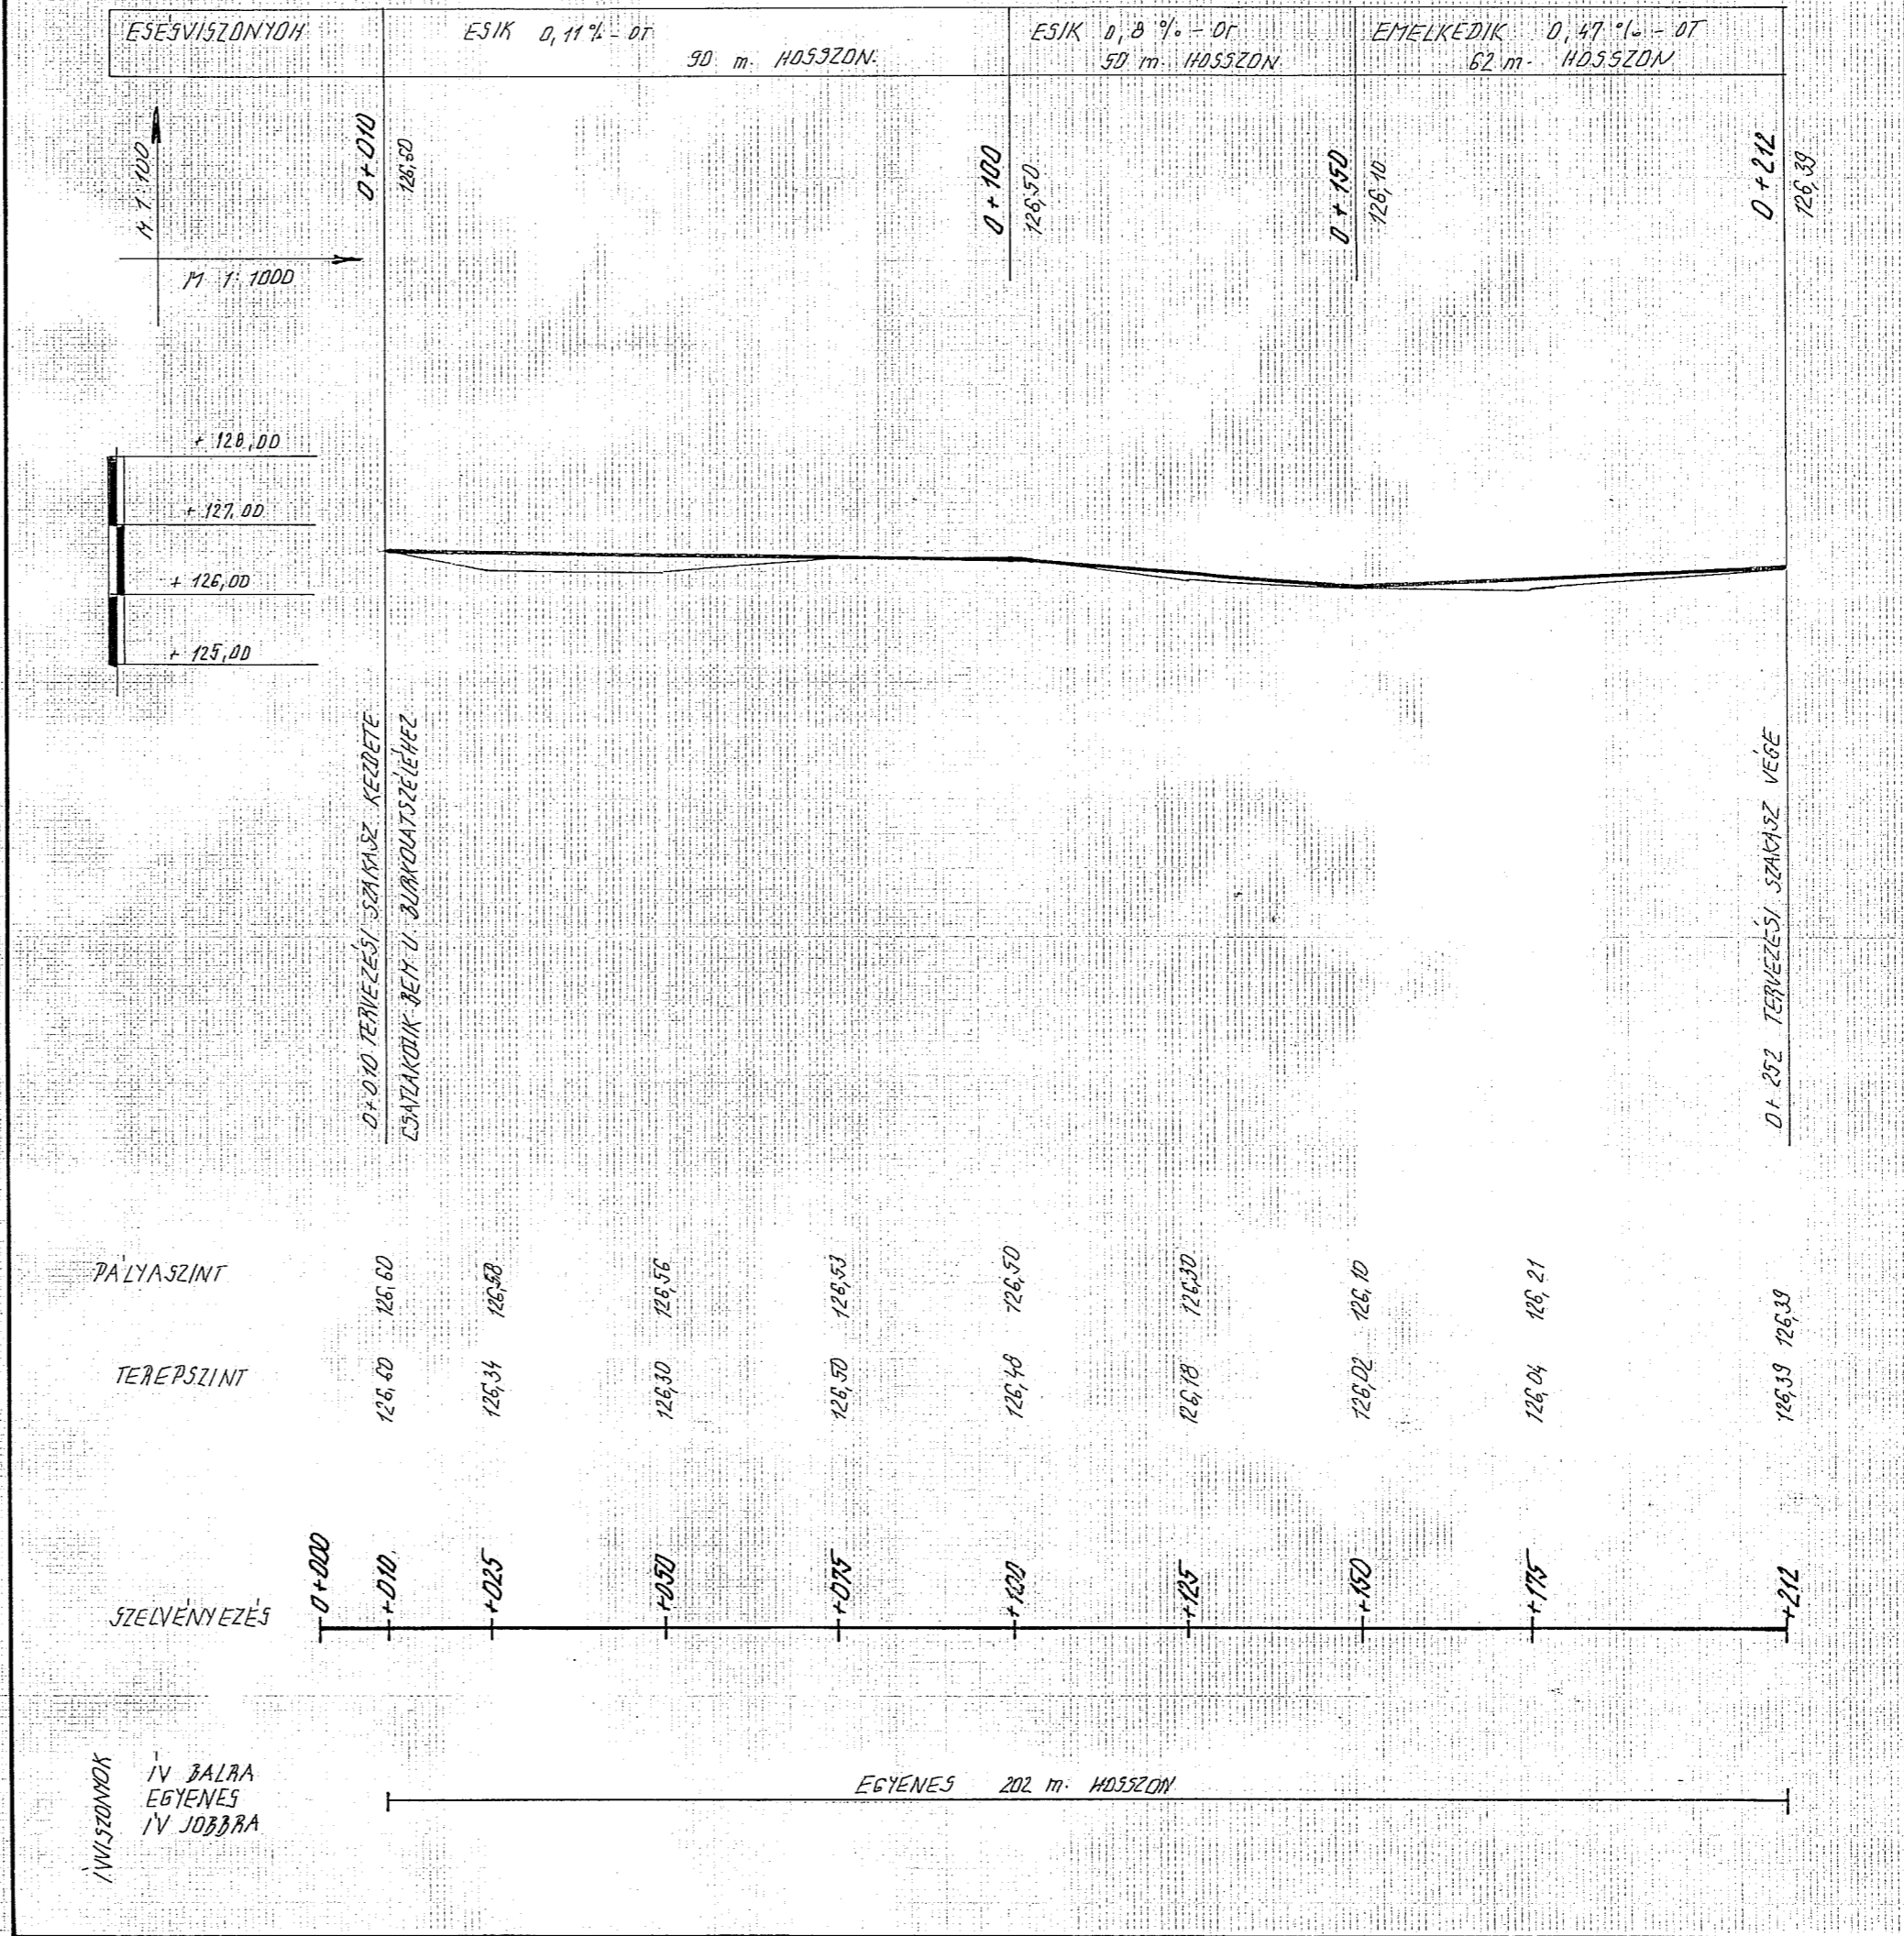 ESÉSVISZONYOK
ESIK 0,11 % - OT
90 m. HOSSZON.
ESIK 0,8 % - OT
50 m. HOSSZON
EMELKEDIK 0,47 % - OT
62 m. HOSSZON
M 1:100
M 1:1000
0+010
126,60
0+100
126,50
0+150
126,10
0+212
126,39
+ 128,00
+ 127,00
+ 126,00
+ 125,00
0+010 TERVEZÉSI SZAKASZ KEZDETE
CSATLAKOZIK BEM U. BURKOLATSZÉLÉHEZ
0+252 TERVEZÉSI SZAKASZ VÉGE
PÁLYASZINT 126,60 126,58 126,56 126,53 126,50 126,30 126,10 126,21 126,39
TEREPSZINT 126,60 126,34 126,30 126,50 126,48 126,18 126,02 126,04 126,39
SZELVÉNYEZÉS 0+000 +010 +025 +050 +075 +100 +125 +150 +175 +212
ÍVVISZONYOK
ÍV BALRA
EGYENES
ÍV JOBBRA
EGYENES 202 m. HOSSZON